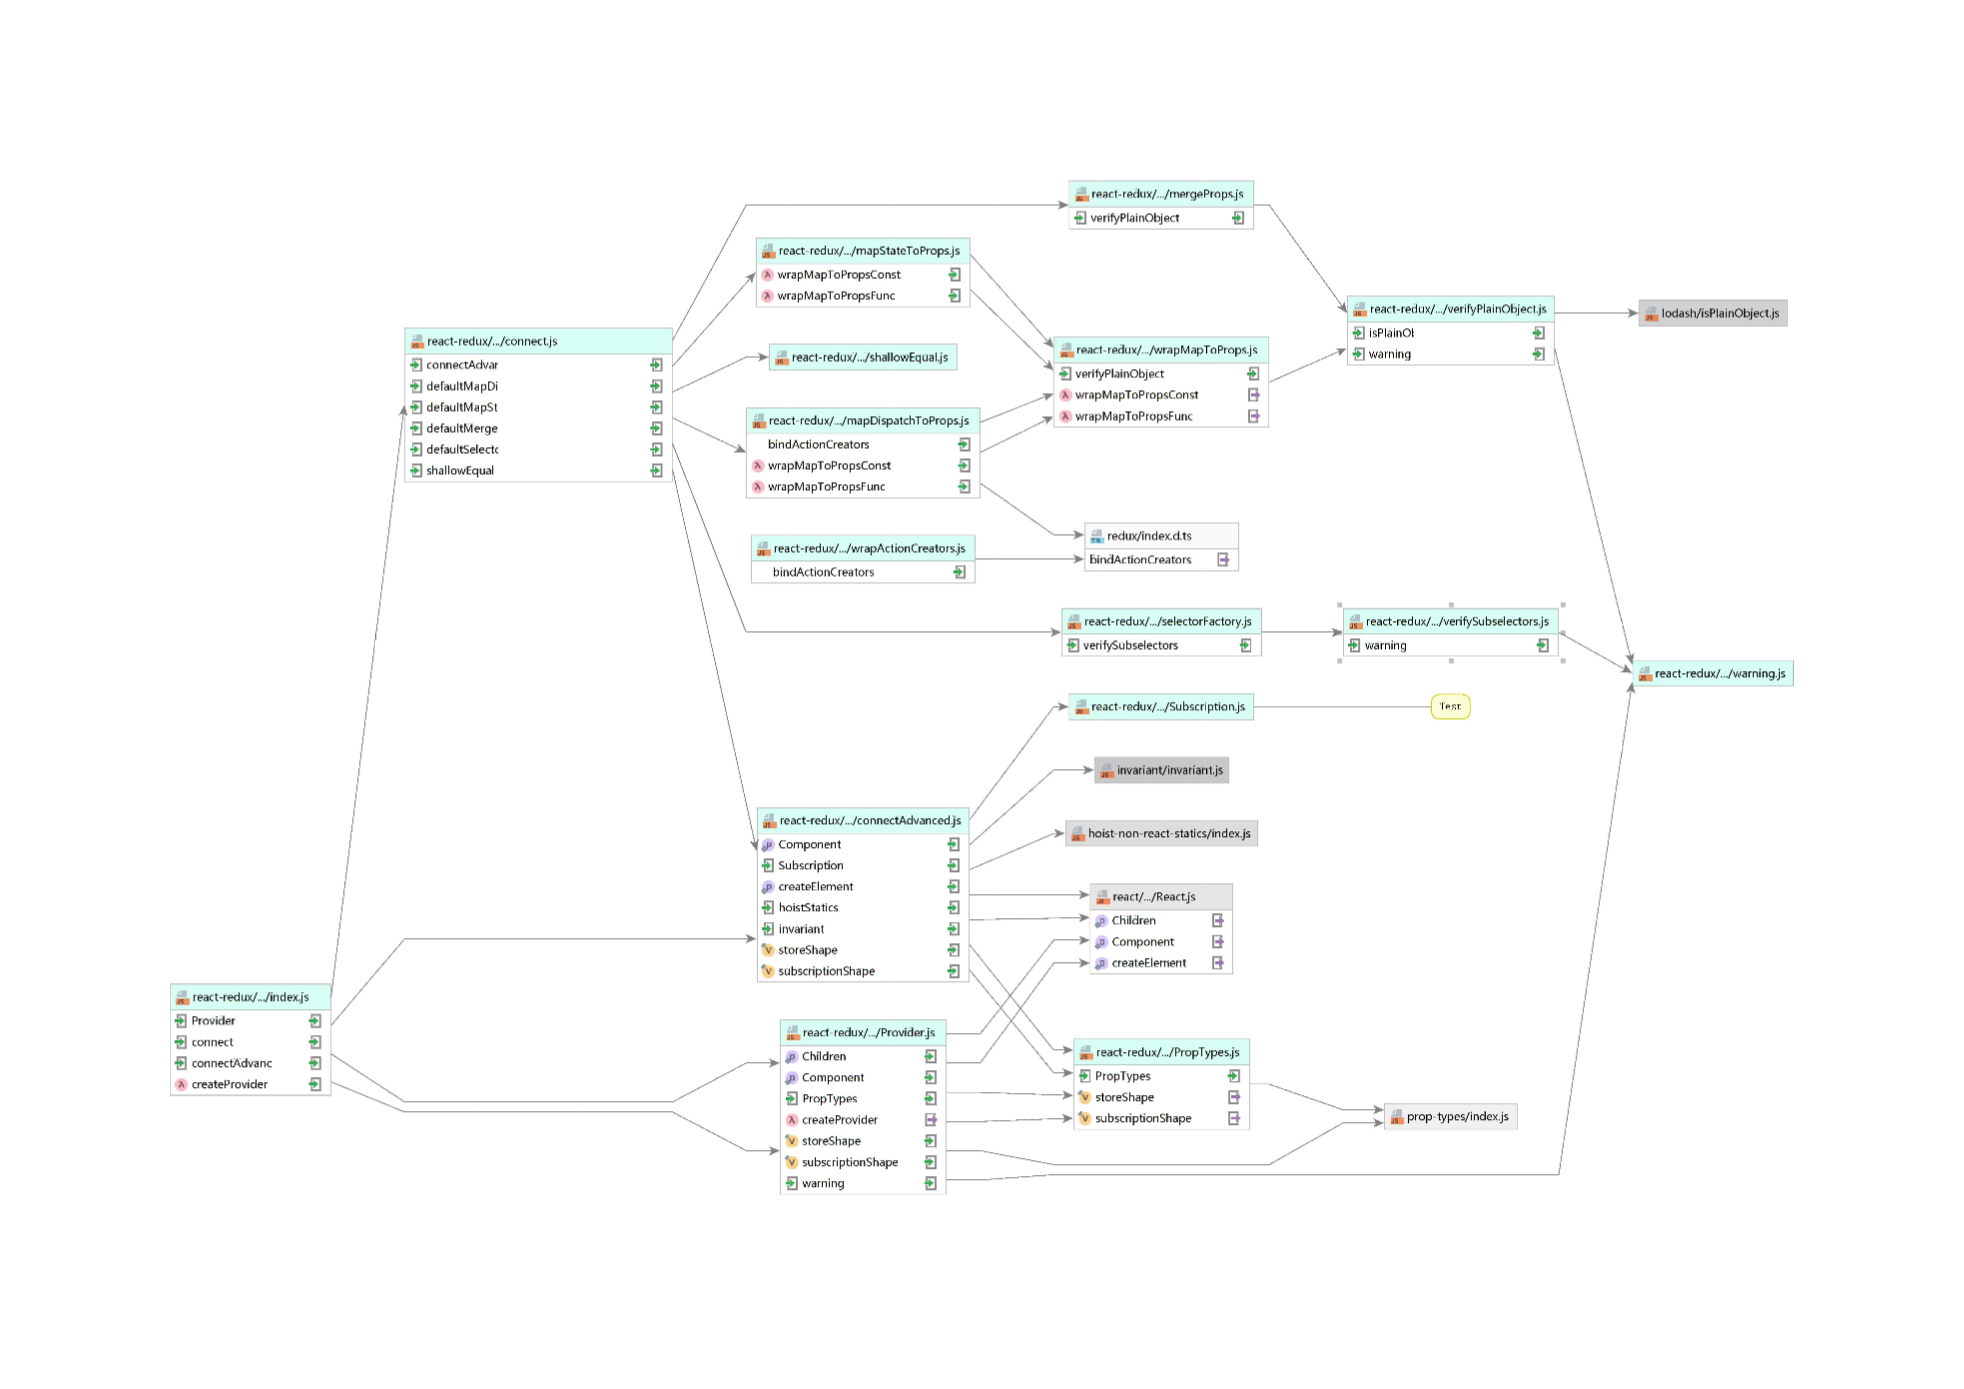 react-redux/.../mergeProps.js
verifyPlainObject
react-redux/.../mapStateToProps.js
wrapMapToPropsConst
wrapMapToPropsFunc
react-redux/.../verifyPlainObject.js
isPlainOl
warning
lodash/isPlainObject.js
react-redux/.../connect.js
connectAdvar
defaultMapDi
defaultMapSt
defaultMerge
defaultSelectc
shallowEqual
react-redux/.../shallowEqual.js
react-redux/.../wrapMapToProps.js
verifyPlainObject
wrapMapToPropsConst
wrapMapToPropsFunc
react-redux/.../mapDispatchToProps.js
bindActionCreators
wrapMapToPropsConst
wrapMapToPropsFunc
redux/index.d.ts
bindActionCreators
react-redux/.../wrapActionCreators.js
bindActionCreators
react-redux/.../selectorFactory.js
verifySubselectors
react-redux/.../verifySubselectors.js
warning
react-redux/.../warning.js
react-redux/.../Subscription.js
Test
invariant/invariant.js
hoist-non-react-statics/index.js
react-redux/.../connectAdvanced.js
Component
Subscription
createElement
hoistStatics
invariant
storeShape
subscriptionShape
react/.../React.js
Children
Component
createElement
react-redux/.../index.js
Provider
connect
connectAdvanc
createProvider
react-redux/.../Provider.js
Children
Component
PropTypes
createProvider
storeShape
subscriptionShape
warning
react-redux/.../PropTypes.js
PropTypes
storeShape
subscriptionShape
prop-types/index.js